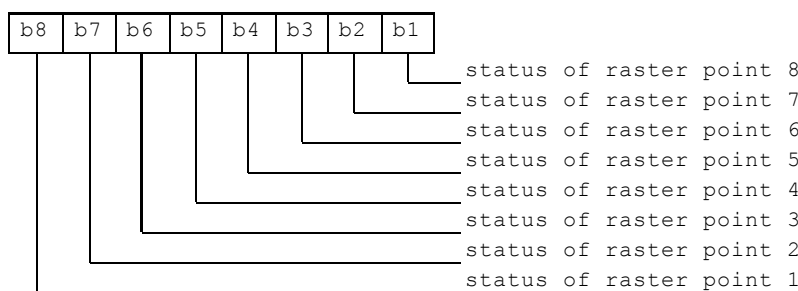 b8 b7 b6 b5 b4 b3 b2 b1
status of raster point 8
status of raster point 7
status of raster point 6
status of raster point 5
status of raster point 4
status of raster point 3
status of raster point 2
status of raster point 1